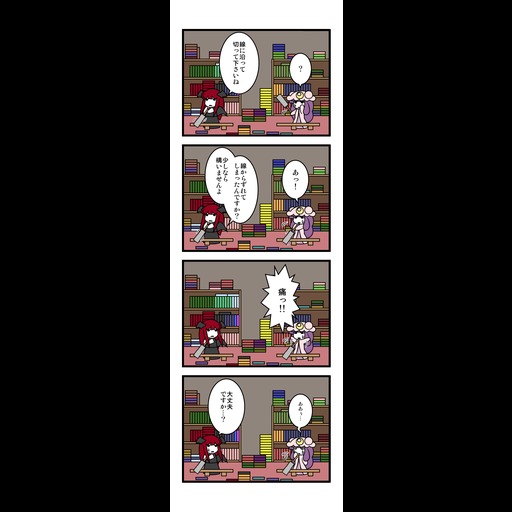 ？
線に沿って
切って下さいね
あっ！
線からずれて
しまったんですか？
少しなら
構いませんよ
痛っ!!
ああっ…
大丈夫
ですか…？